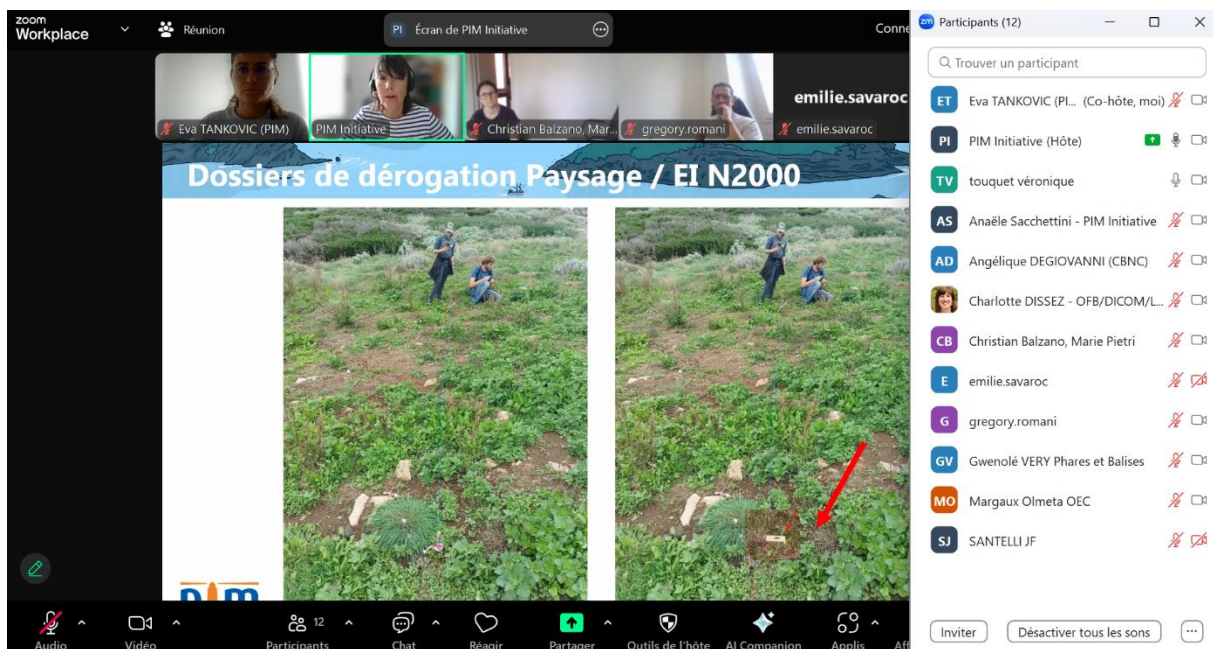 zoom
Workplace
Réunion
PI Écran de PIM Initiative
Conne
Eva TANKOVIC (PIM)
PIM Initiative
Christian Balzano, Mar...
gregory.romani
emilie.savaroc
emilie.savaroc
Dossiers de dérogation Paysage / EI N2000
pim
Audio
Vidéo
12
Participants
Chat
Réagir
Partager
Outils de l'hôte
AI Companion
Applis
Aff
zm Participants (12)
Trouver un participant
ET Eva TANKOVIC (PI... (Co-hôte, moi)
PI PIM Initiative (Hôte)
TV touquet véronique
AS Anaële Sacchettini - PIM Initiative
AD Angélique DEGIOVANNI (CBNC)
Charlotte DISSEZ - OFB/DICOM/L...
CB Christian Balzano, Marie Pietri
E emilie.savaroc
G gregory.romani
GV Gwenolé VERY Phares et Balises
MO Margaux Olmeta OEC
SJ SANTELLI JF
Inviter
Désactiver tous les sons
...